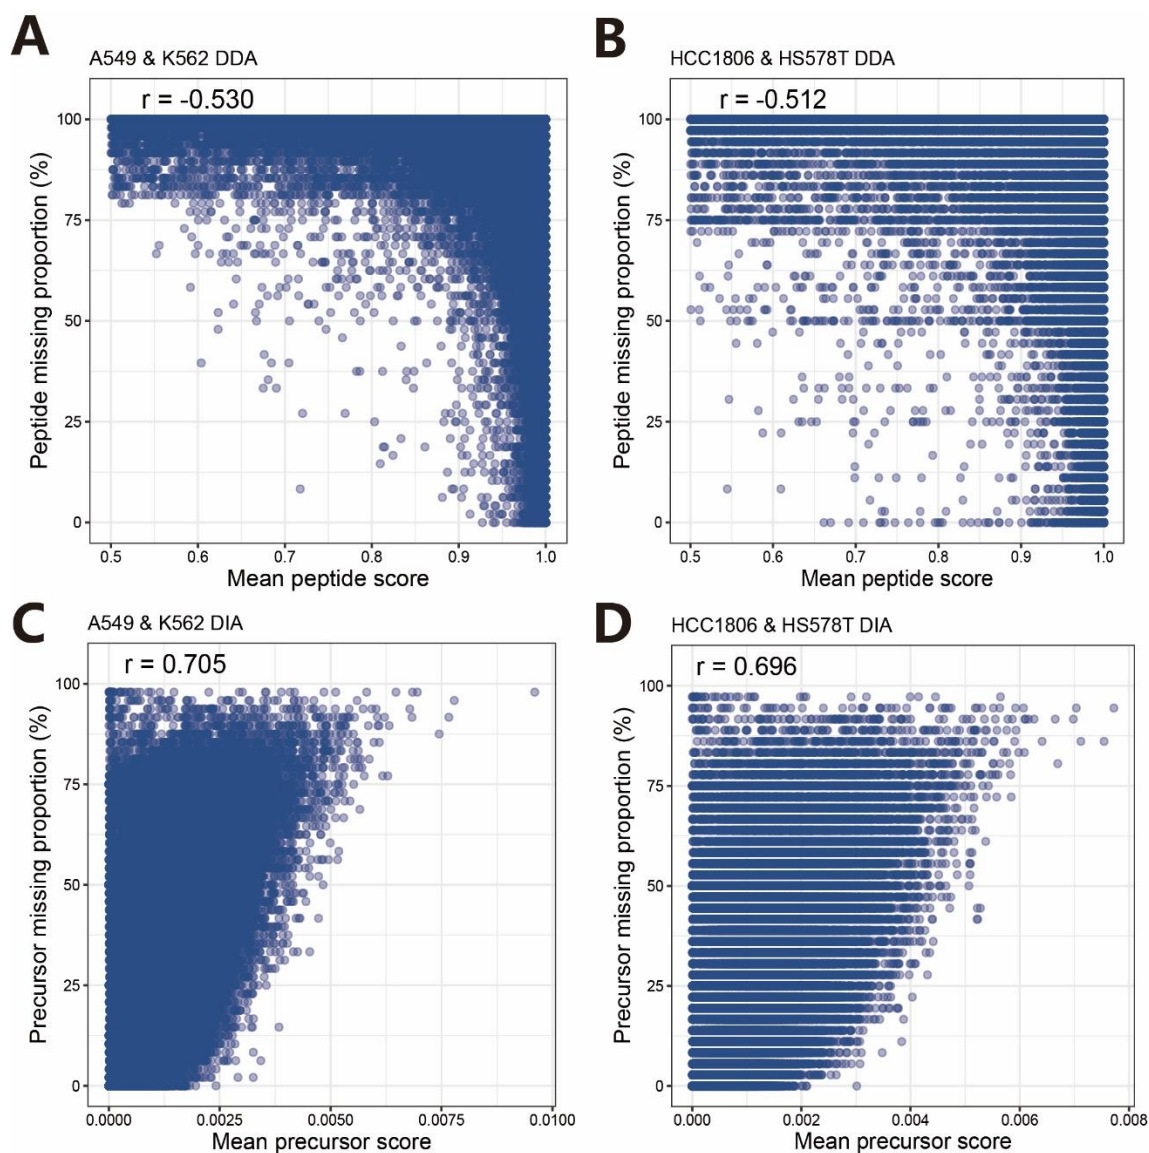 A
A549 & K562 DDA
r = -0.530
Peptide missing proportion (%)
100
75
50
25
0
0.5 0.6 0.7 0.8 0.9 1.0
Mean peptide score
B
HCC1806 & HS578T DDA
r = -0.512
Peptide missing proportion (%)
100
75
50
25
0
0.5 0.6 0.7 0.8 0.9 1.0
Mean peptide score
C
A549 & K562 DIA
r = 0.705
Precursor missing proportion (%)
100
75
50
25
0
0.0000 0.0025 0.0050 0.0075 0.0100
Mean precursor score
D
HCC1806 & HS578T DIA
r = 0.696
Precursor missing proportion (%)
100
75
50
25
0
0.000 0.002 0.004 0.006 0.008
Mean precursor score